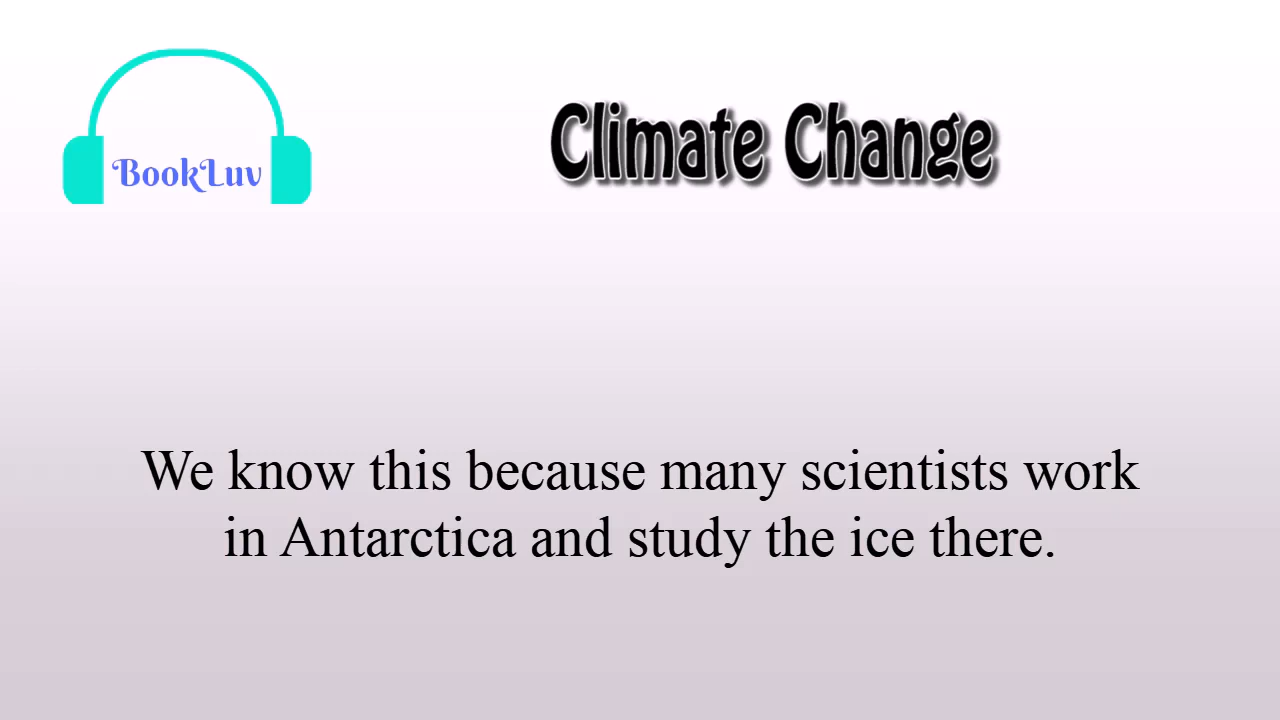 BookLuv
Climate Change
We know this because many scientists work
in Antarctica and study the ice there.